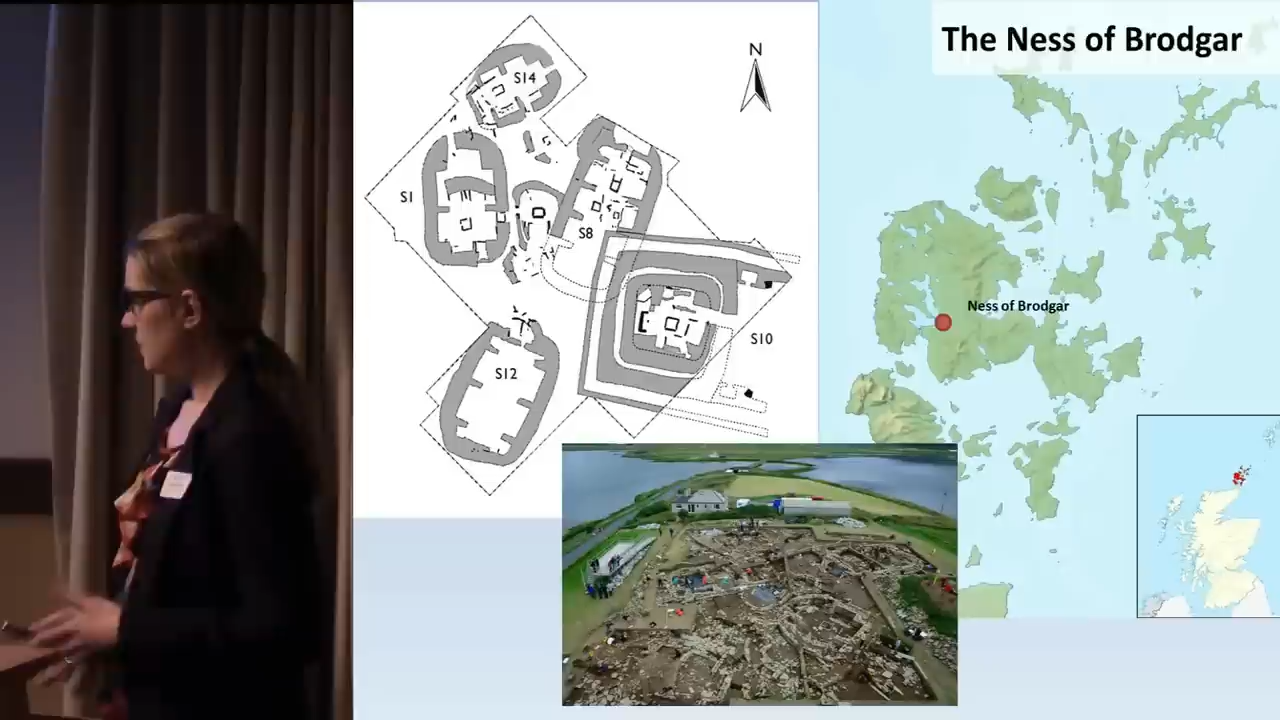 The Ness of Brodgar
N
S14
S1
S8
S10
S12
Ness of Brodgar